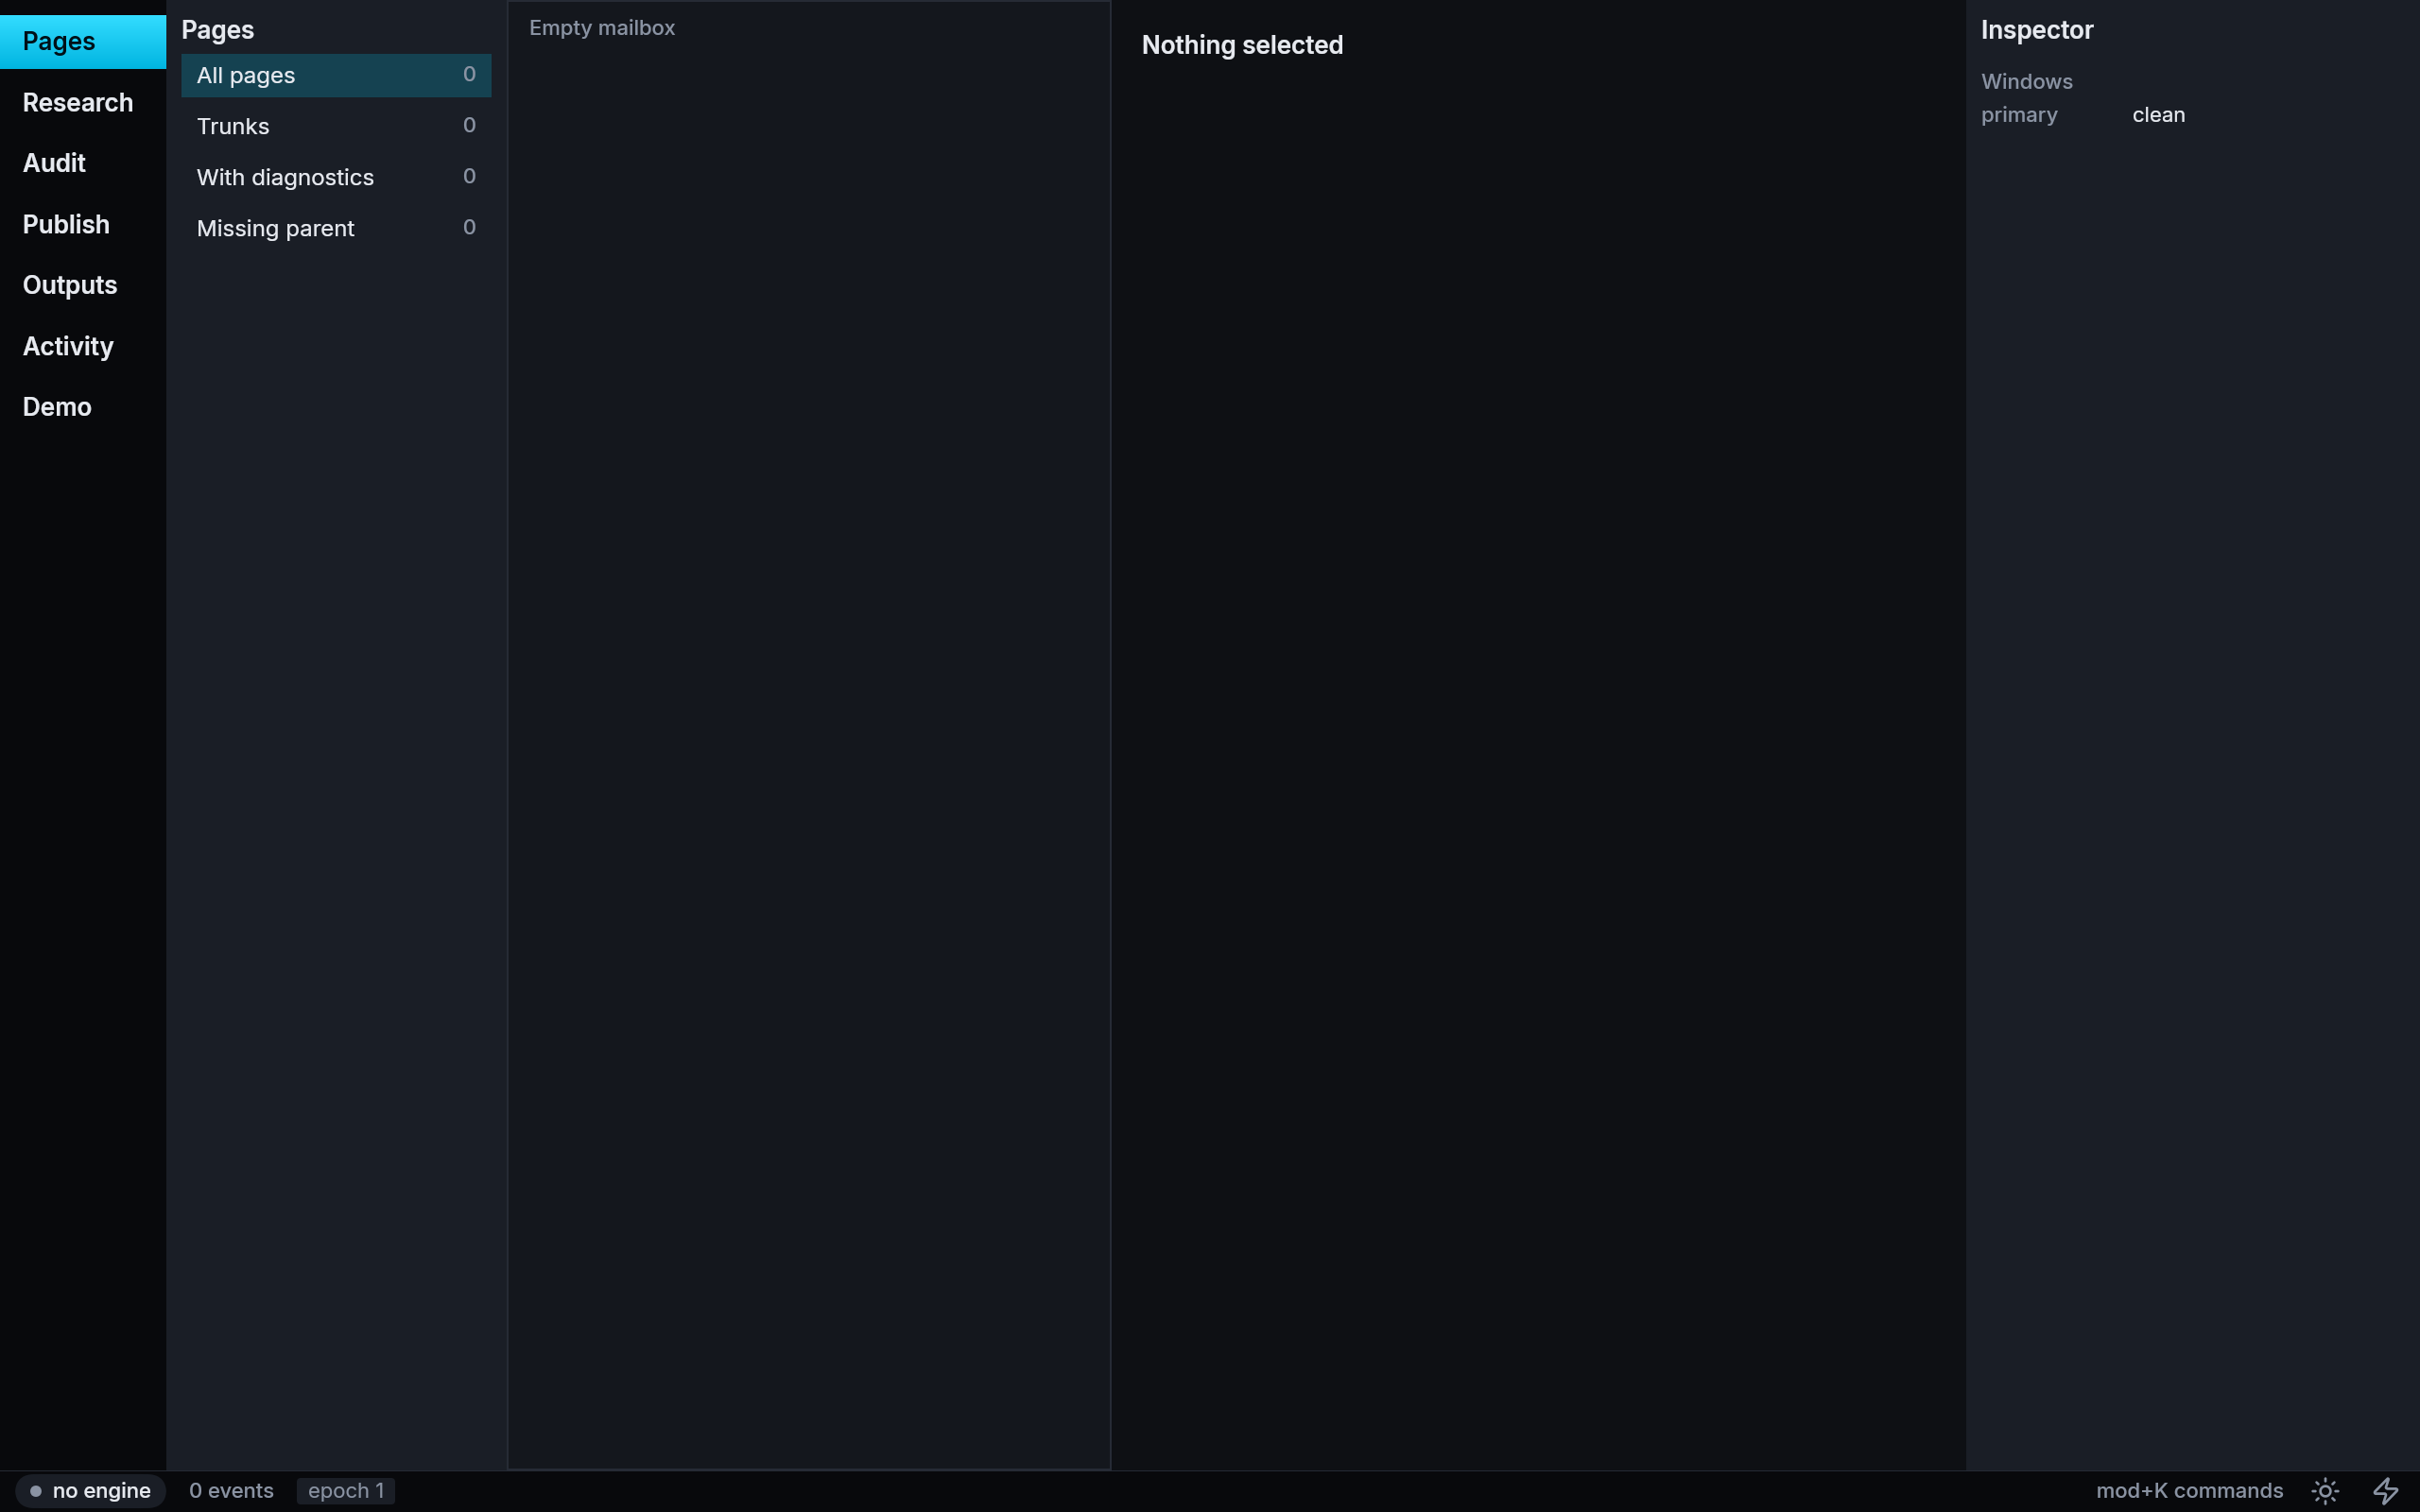 Pages
Research
Audit
Publish
Outputs
Activity
Demo
Pages
All pages 0
Trunks 0
With diagnostics 0
Missing parent 0
Empty mailbox
Nothing selected
Inspector
Windows
primary clean
no engine 0 events epoch 1 mod+K commands